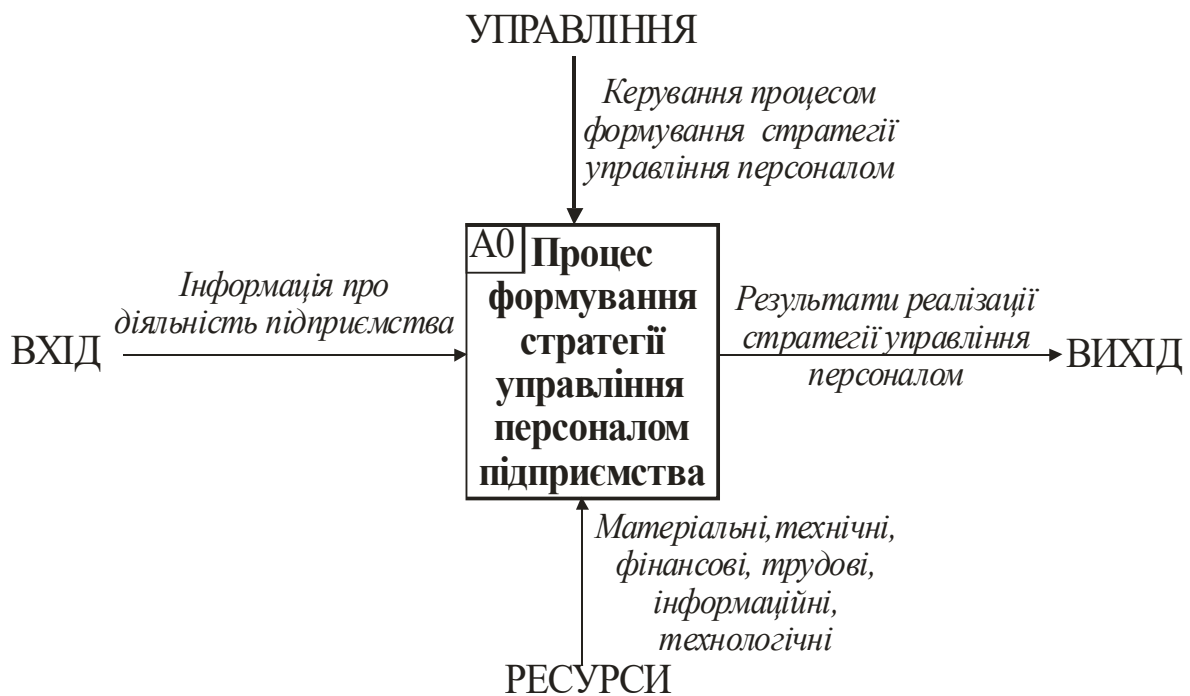 УПРАВЛІННЯ
Керування процесом
формування стратегії
управління персоналом
Інформація про
діяльність підприємства
ВХІД
А0
Процес
формування
стратегії
управління
персоналом
підприємства
Результати реалізації
стратегії управління
персоналом
ВИХІД
Матеріальні,технічні,
фінансові, трудові,
інформаційні,
технологічні
РЕСУРСИ